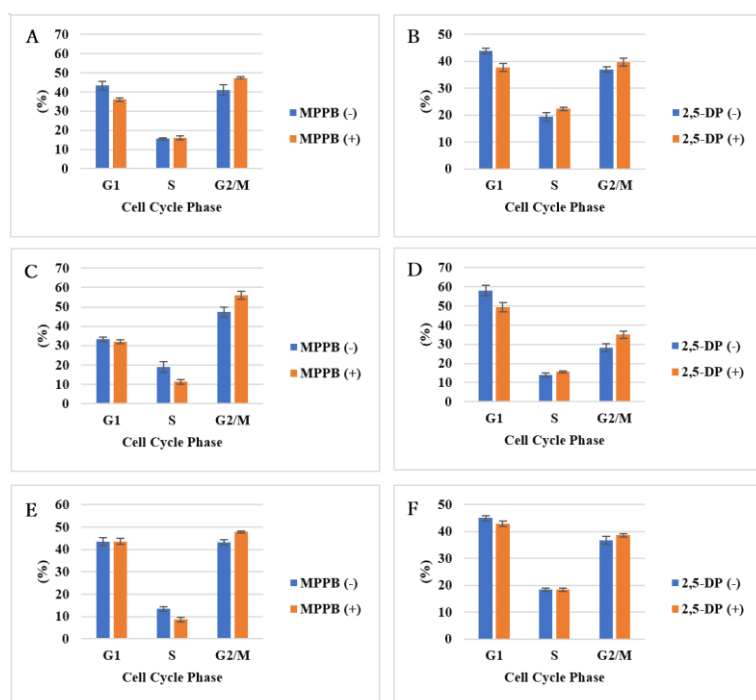 A
70
60
50
40
30
20
10
0
(%)
G1 S G2/M
Cell Cycle Phase
MPPB (-)
MPPB (+)
B
50
40
30
20
10
0
(%)
G1 S G2/M
Cell Cycle Phase
2,5-DP (-)
2,5-DP (+)
C
70
60
50
40
30
20
10
0
(%)
G1 S G2/M
Cell Cycle Phase
MPPB (-)
MPPB (+)
D
70
60
50
40
30
20
10
0
(%)
G1 S G2/M
Cell Cycle Phase
2,5-DP (-)
2,5-DP (+)
E
60
50
40
30
20
10
0
(%)
G1 S G2/M
Cell Cycle Phase
MPPB (-)
MPPB (+)
F
50
40
30
20
10
0
(%)
G1 S G2/M
Cell Cycle Phase
2,5-DP (-)
2,5-DP (+)